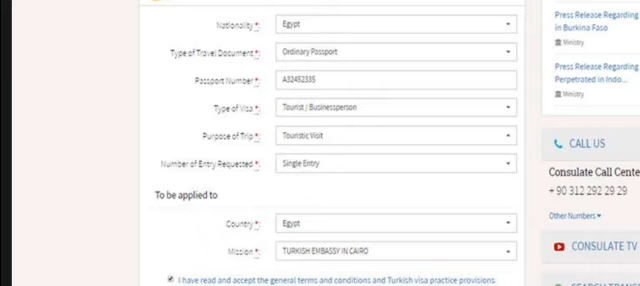 Nationality *:
Egypt
Type of Travel Document *:
Ordinary Passport
Passport Number *:
A32452335
Type of Visa *:
Tourist / Businessperson
Purpose of Trip *:
Touristic Visit
Number of Entry Requested *:
Single Entry
To be applied to
Country *:
Egypt
Mission *:
TURKISH EMBASSY IN CAIRO
I have read and accept the general terms and conditions and Turkish visa practice provisions.
Press Release Regarding
in Burkina Faso
Ministry
Press Release Regarding
Perpetrated in Indo...
Ministry
CALL US
Consulate Call Cente
+ 90 312 292 29 29
Other Numbers
CONSULATE TV